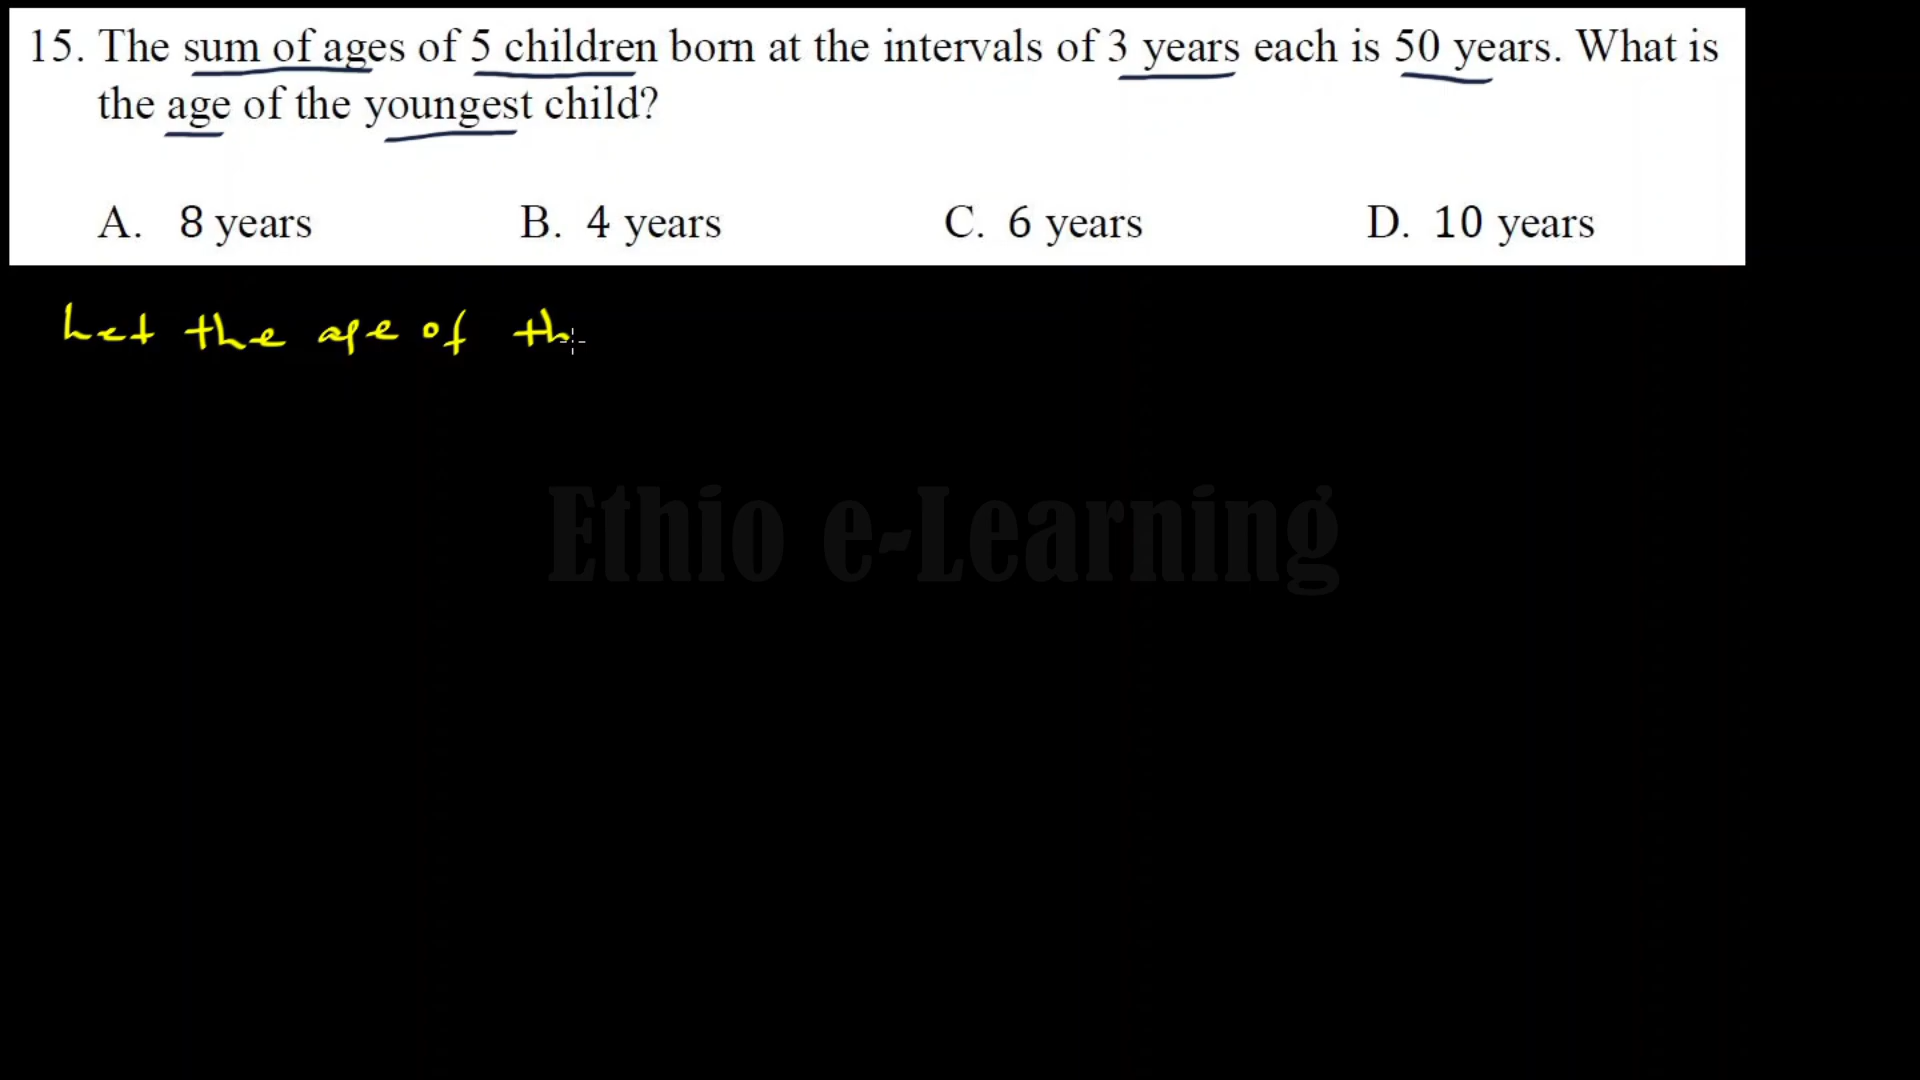 15. The sum of ages of 5 children born at the intervals of 3 years each is 50 years. What is
the age of the youngest child?
A. 8 years B. 4 years C. 6 years D. 10 years
Let the age of th
Ethio e-Learning